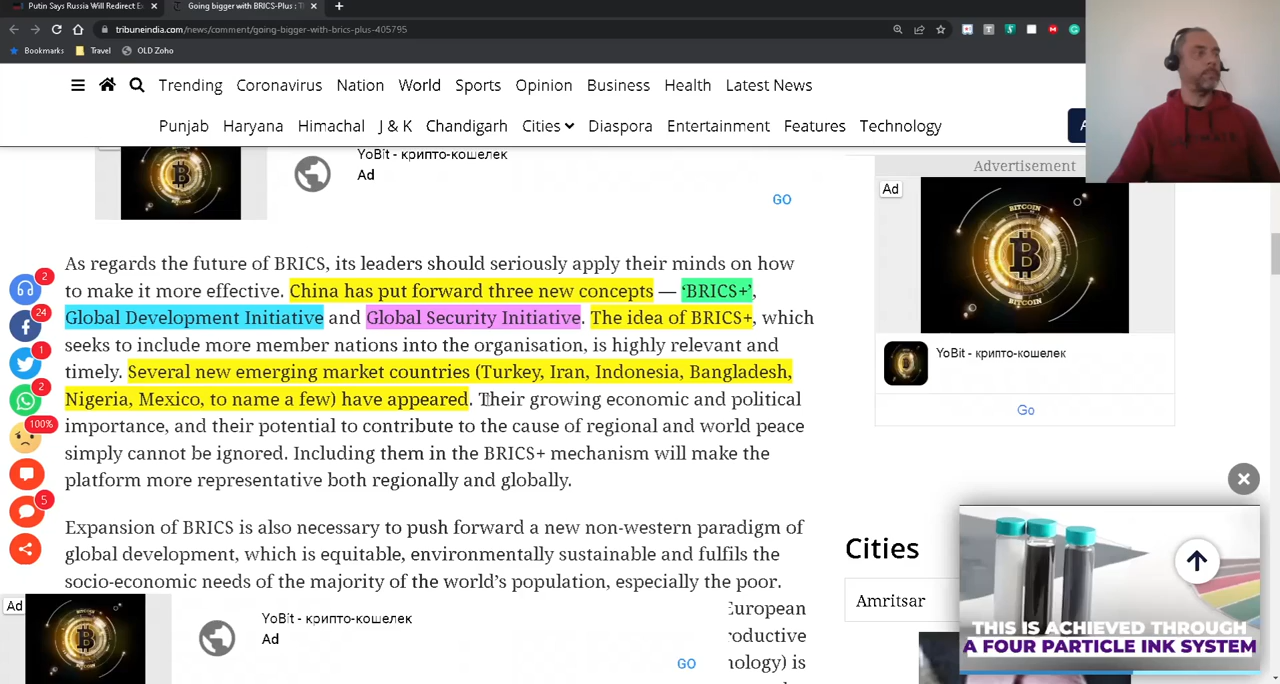 Putin Says Russia Will Redirect E
Going bigger with BRICS-Plus : T
tribuneindia.com/news/comment/going-bigger-with-brics-plus-405795
Bookmarks
Travel
OLD Zoho
Trending Coronavirus Nation World Sports Opinion Business Health Latest News
Punjab Haryana Himachal J & K Chandigarh Cities Diaspora Entertainment Features Technology
YoBit - крипто-кошелек
Ad
GO
Advertisement
Ad
BITCOIN
BITCOIN
YoBit - крипто-кошелек
Go
2
24
1
2
100%
5
As regards the future of BRICS, its leaders should seriously apply their minds on how
to make it more effective. China has put forward three new concepts — ‘BRICS+’,
Global Development Initiative and Global Security Initiative. The idea of BRICS+, which
seeks to include more member nations into the organisation, is highly relevant and
timely. Several new emerging market countries (Turkey, Iran, Indonesia, Bangladesh,
Nigeria, Mexico, to name a few) have appeared. Their growing economic and political
importance, and their potential to contribute to the cause of regional and world peace
simply cannot be ignored. Including them in the BRICS+ mechanism will make the
platform more representative both regionally and globally.
Expansion of BRICS is also necessary to push forward a new non-western paradigm of
global development, which is equitable, environmentally sustainable and fulfils the
socio-economic needs of the majority of the world’s population, especially the poor.
European
roductive
nology) is
Ad
YoBit - крипто-кошелек
Ad
GO
Cities
Amritsar
THIS IS ACHIEVED THROUGH
A FOUR PARTICLE INK SYSTEM